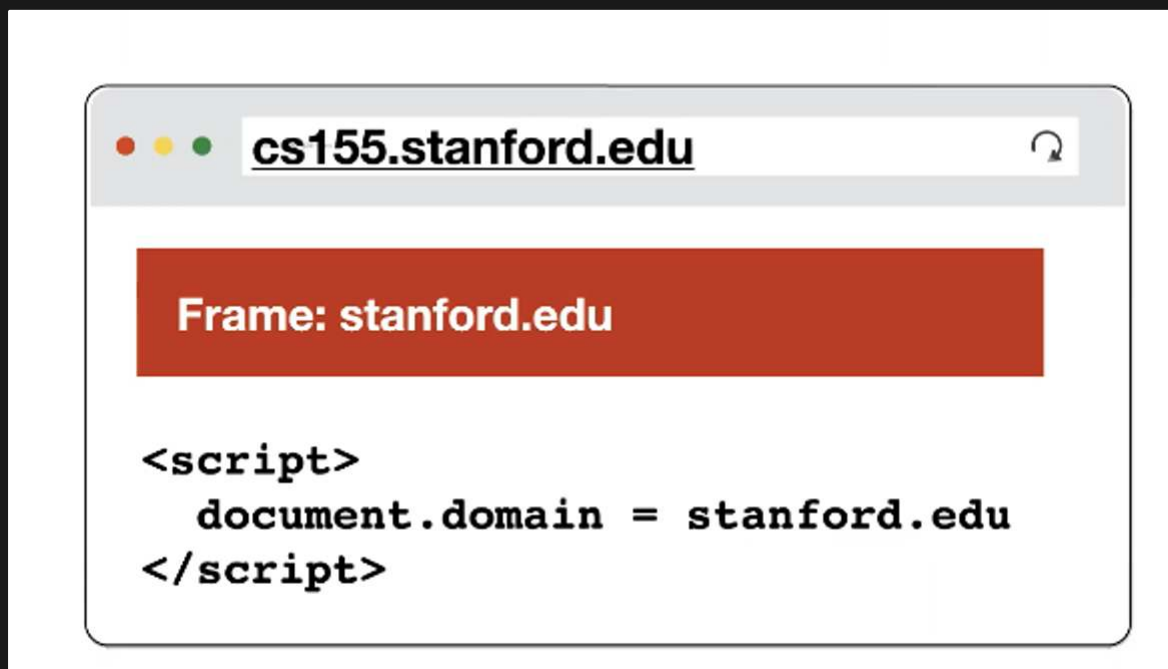 cs155.stanford.edu
Frame: stanford.edu
<script>
document.domain = stanford.edu
</script>